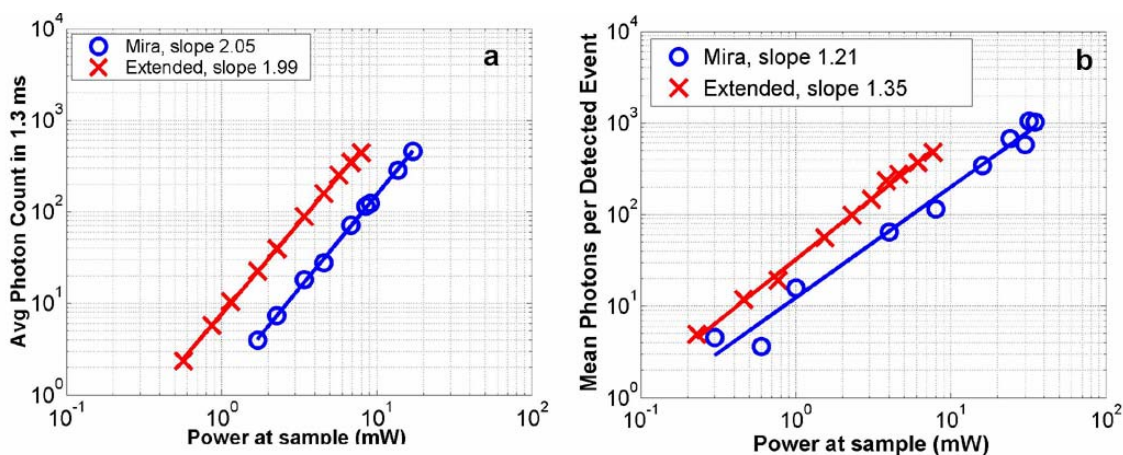 a
Mira, slope 2.05
Extended, slope 1.99
Avg Photon Count in 1.3 ms
10^4
10^3
10^2
10^1
10^0
10^-1
10^0
10^1
10^2
Power at sample (mW)
b
Mira, slope 1.21
Extended, slope 1.35
Mean Photons per Detected Event
10^4
10^3
10^2
10^1
10^0
10^-1
10^0
10^1
10^2
Power at sample (mW)